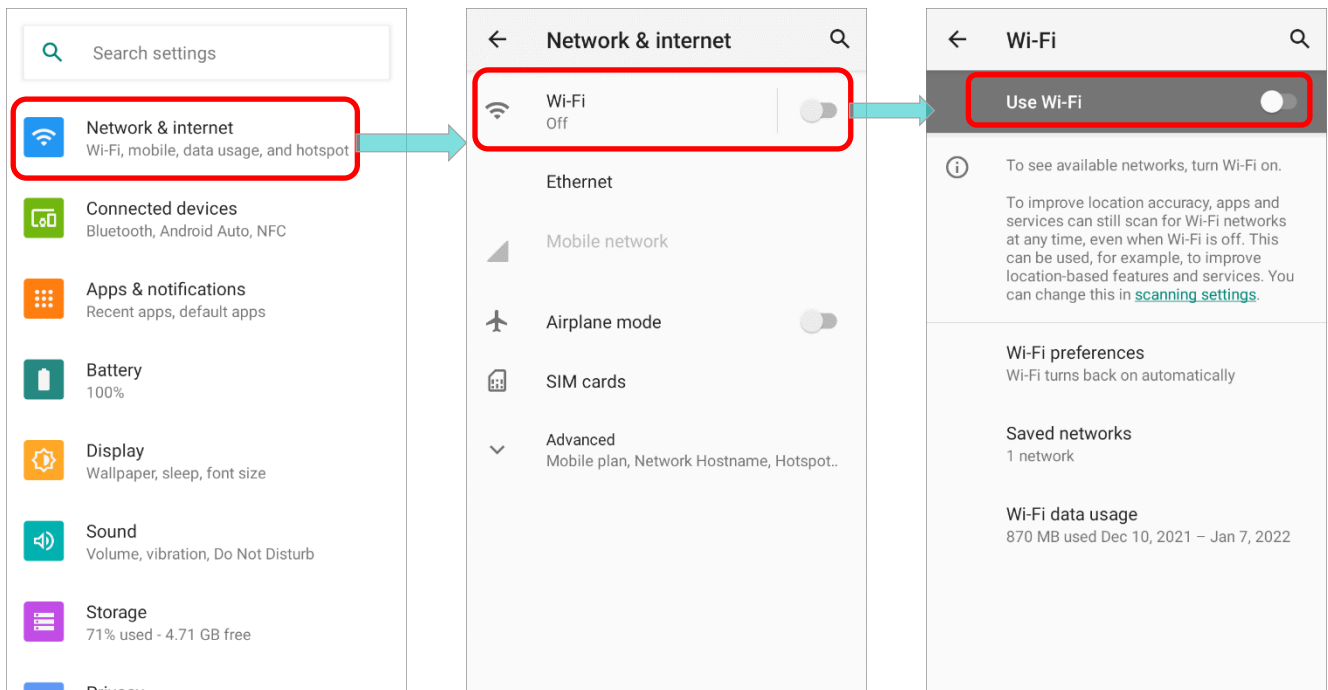 Search settings
Network & internet
Wi-Fi, mobile, data usage, and hotspot
Connected devices
Bluetooth, Android Auto, NFC
Apps & notifications
Recent apps, default apps
Battery
100%
Display
Wallpaper, sleep, font size
Sound
Volume, vibration, Do Not Disturb
Storage
71% used - 4.71 GB free
Network & internet
Wi-Fi
Off
Ethernet
Mobile network
Airplane mode
SIM cards
Advanced
Mobile plan, Network Hostname, Hotspot..
Wi-Fi
Use Wi-Fi
To see available networks, turn Wi-Fi on.
To improve location accuracy, apps and
services can still scan for Wi-Fi networks
at any time, even when Wi-Fi is off. This
can be used, for example, to improve
location-based features and services. You
can change this in scanning settings.
Wi-Fi preferences
Wi-Fi turns back on automatically
Saved networks
1 network
Wi-Fi data usage
870 MB used Dec 10, 2021 – Jan 7, 2022